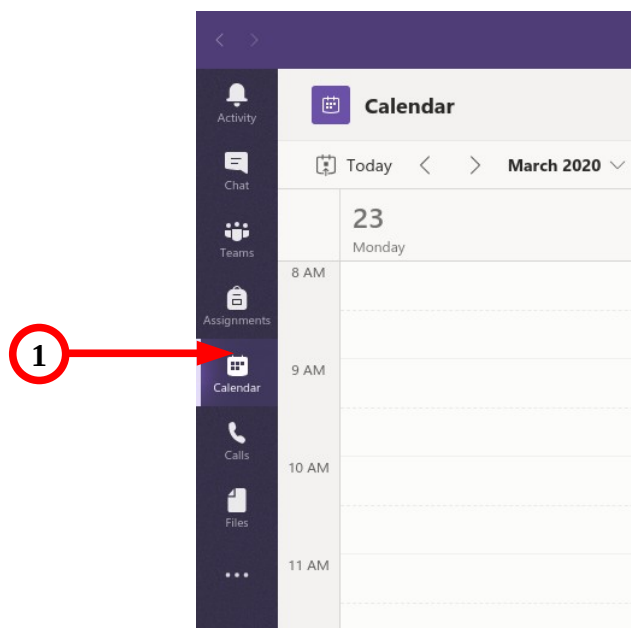 Activity
Chat
Teams
Assignments
1
Calendar
Calls
Files
Calendar
Today
March 2020
23
Monday
8 AM
9 AM
10 AM
11 AM